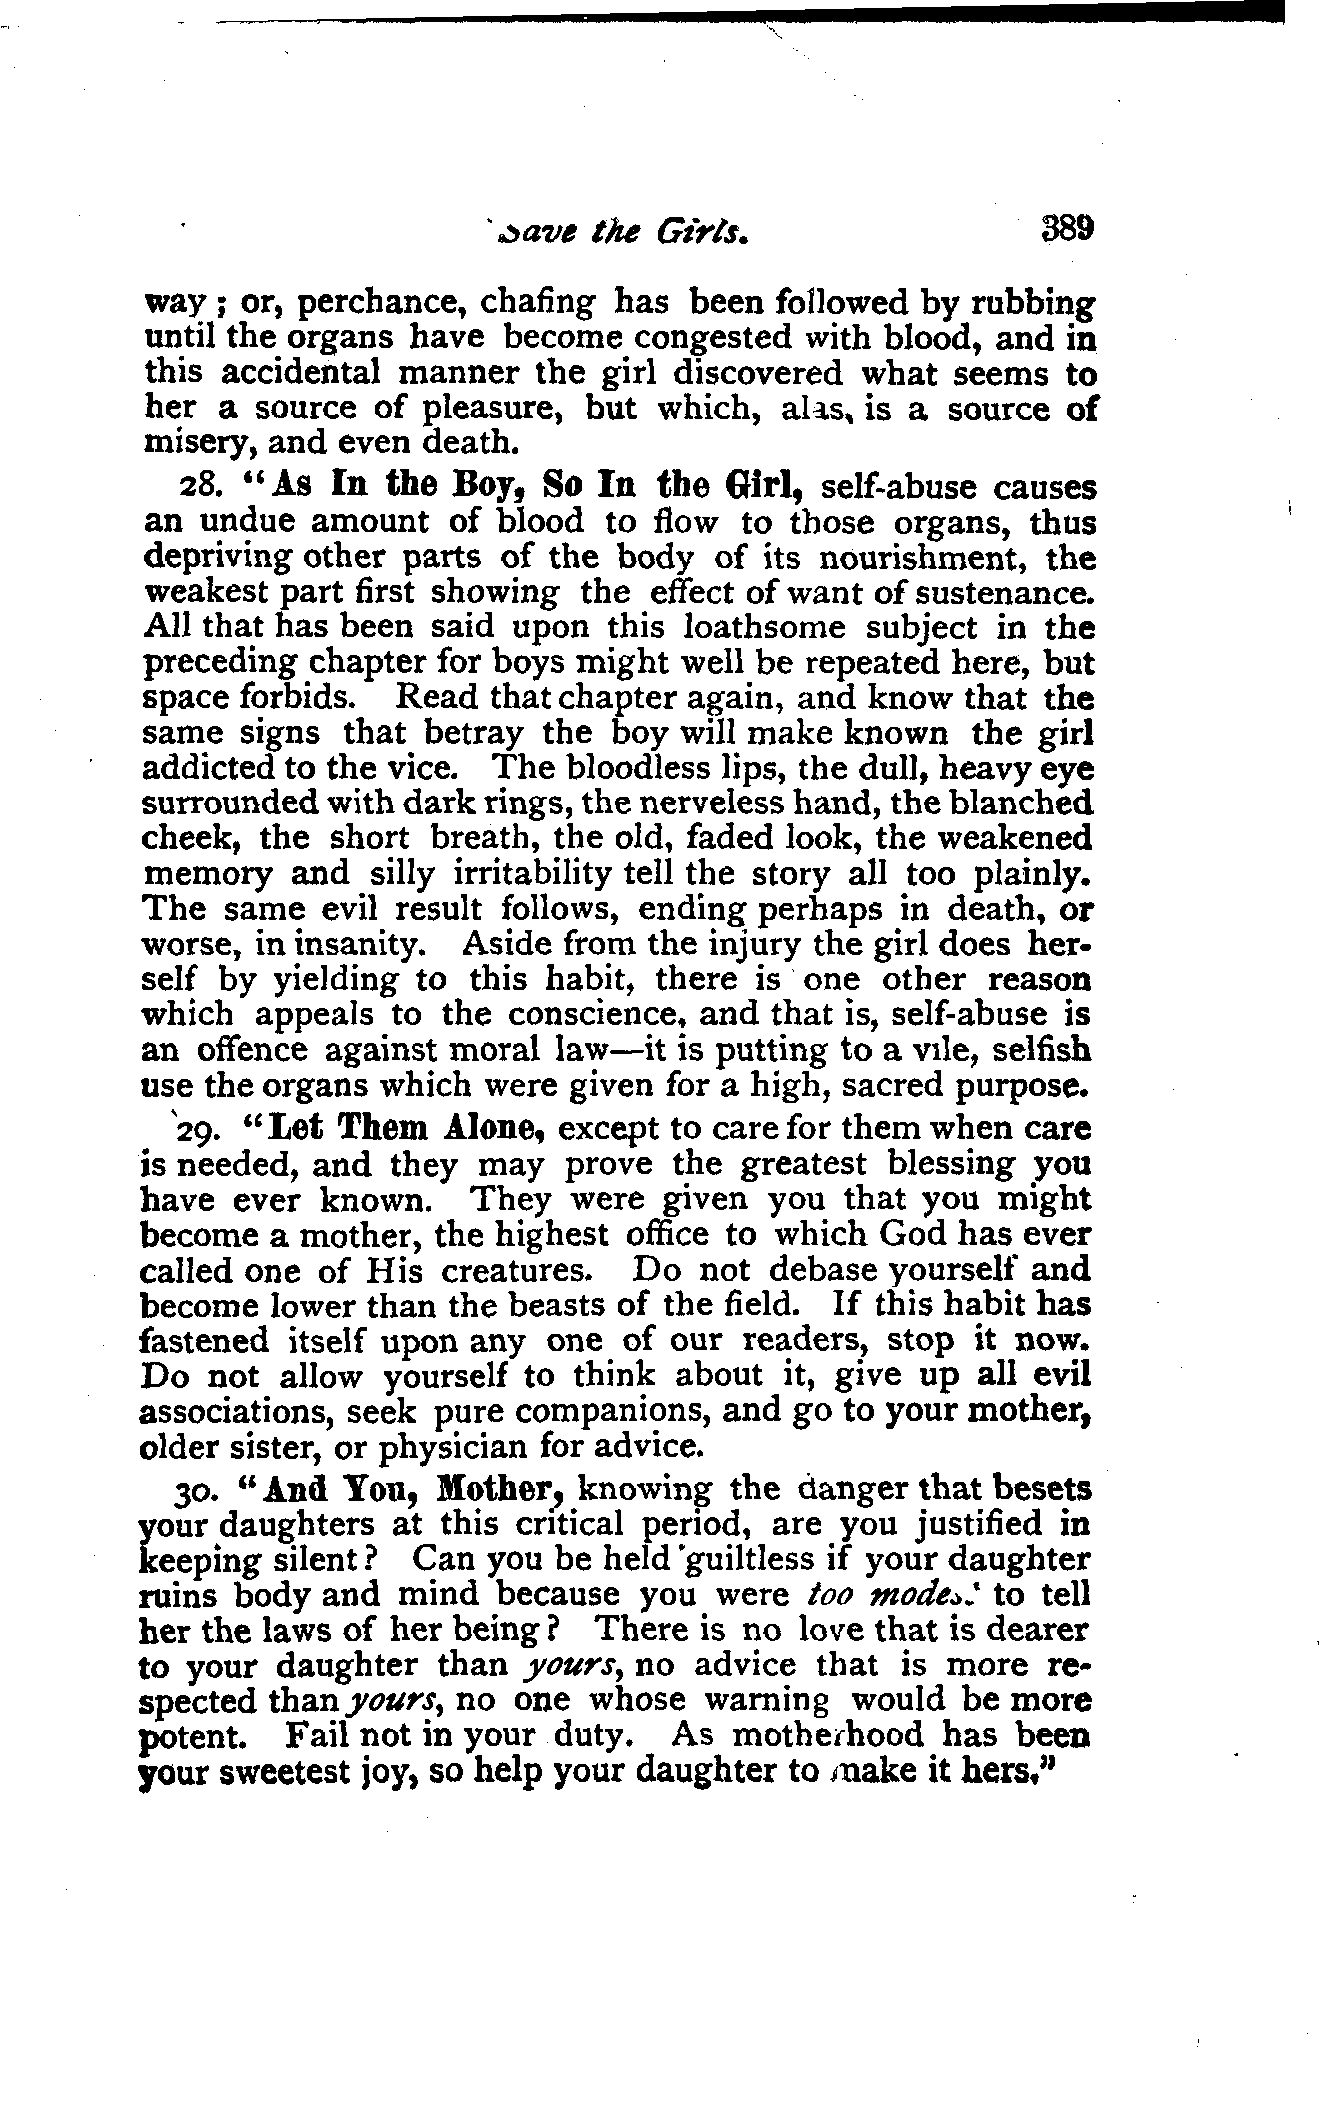 Save the Girls. 389
way ; or, perchance, chafing has been followed by rubbing
until the organs have become congested with blood, and in
this accidental manner the girl discovered what seems to
her a source of pleasure, but which, alas, is a source of
misery, and even death.
28. "As In the Boy, So In the Girl, self-abuse causes
an undue amount of blood to flow to those organs, thus
depriving other parts of the body of its nourishment, the
weakest part first showing the effect of want of sustenance.
All that has been said upon this loathsome subject in the
preceding chapter for boys might well be repeated here, but
space forbids. Read that chapter again, and know that the
same signs that betray the boy will make known the girl
addicted to the vice. The bloodless lips, the dull, heavy eye
surrounded with dark rings, the nerveless hand, the blanched
cheek, the short breath, the old, faded look, the weakened
memory and silly irritability tell the story all too plainly.
The same evil result follows, ending perhaps in death, or
worse, in insanity. Aside from the injury the girl does her-
self by yielding to this habit, there is one other reason
which appeals to the conscience, and that is, self-abuse is
an offence against moral law—it is putting to a vile, selfish
use the organs which were given for a high, sacred purpose.
29. "Let Them Alone, except to care for them when care
is needed, and they may prove the greatest blessing you
have ever known. They were given you that you might
become a mother, the highest office to which God has ever
called one of His creatures. Do not debase yourself and
become lower than the beasts of the field. If this habit has
fastened itself upon any one of our readers, stop it now.
Do not allow yourself to think about it, give up all evil
associations, seek pure companions, and go to your mother,
older sister, or physician for advice.
30. "And You, Mother, knowing the danger that besets
your daughters at this critical period, are you justified in
keeping silent? Can you be held guiltless if your daughter
ruins body and mind because you were too modest to tell
her the laws of her being? There is no love that is dearer
to your daughter than yours, no advice that is more re-
spected than yours, no one whose warning would be more
potent. Fail not in your duty. As motherhood has been
your sweetest joy, so help your daughter to make it hers."